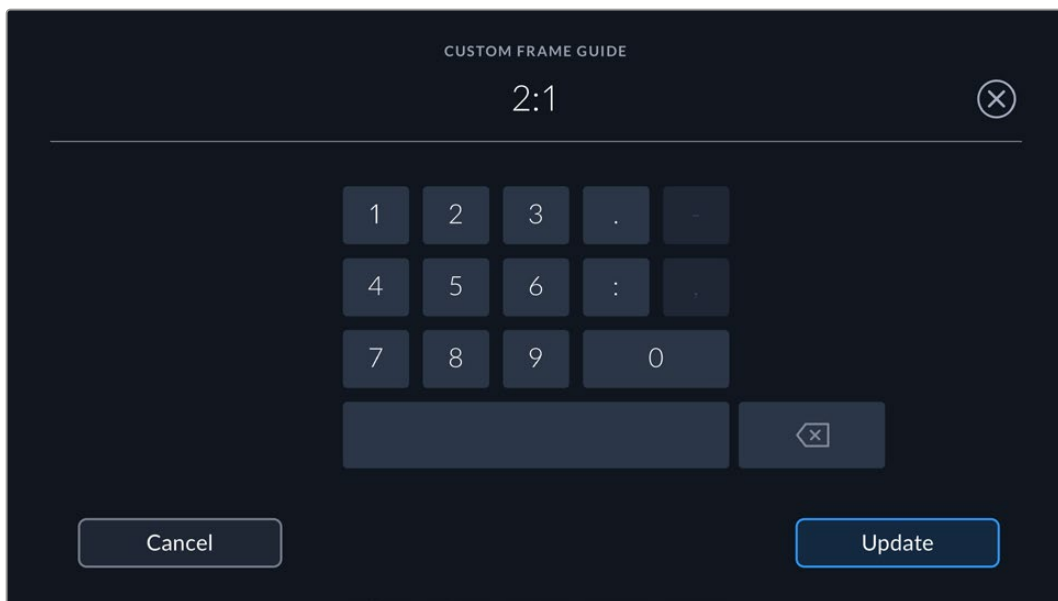 CUSTOM FRAME GUIDE
2:1
1 2 3 . -
4 5 6 : ,
7 8 9 0
Cancel Update